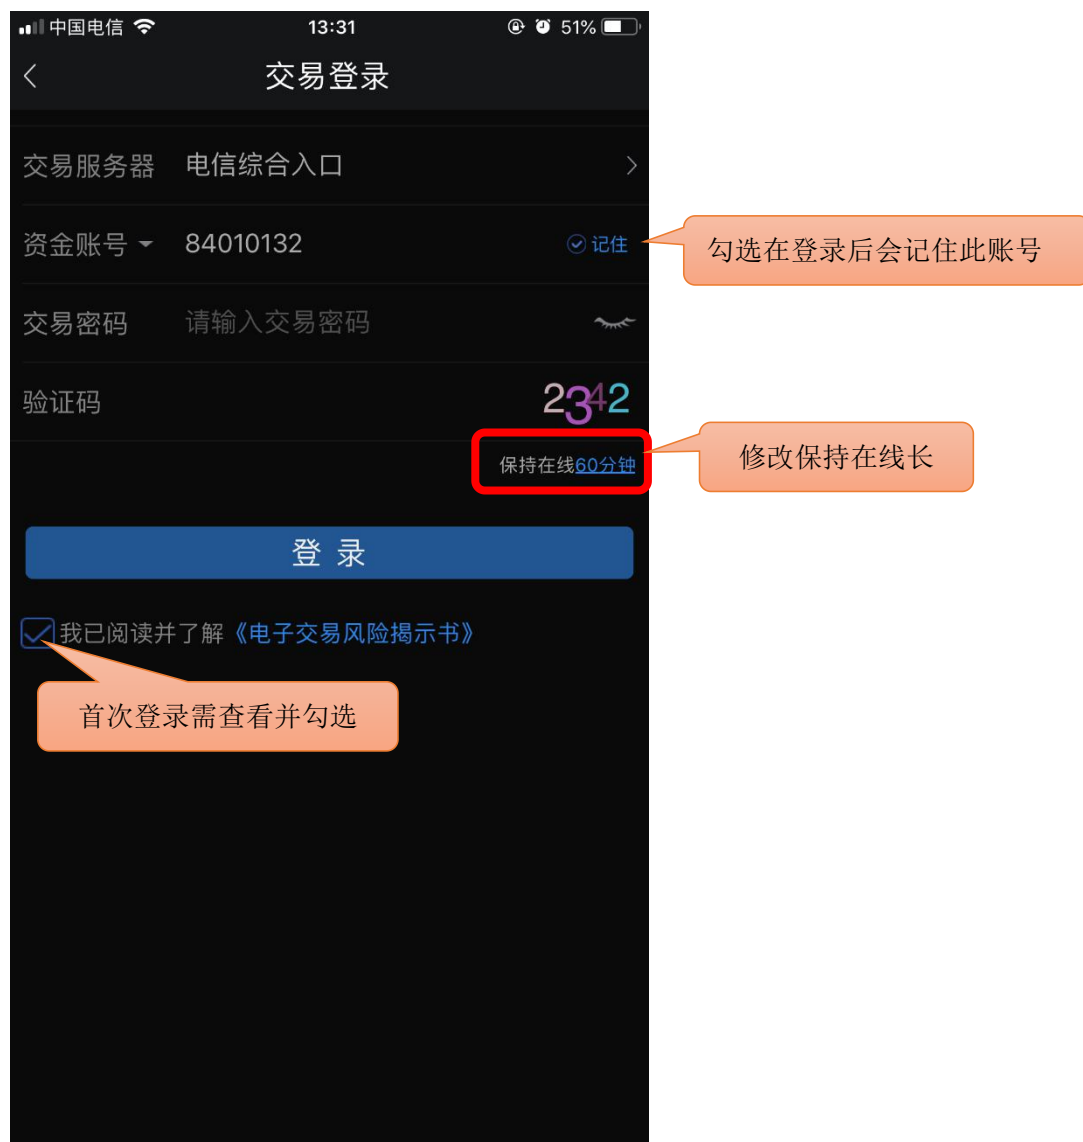 中国电信 13:31 51%
交易登录
交易服务器 电信综合入口
资金账号 84010132 记住
勾选在登录后会记住此账号
交易密码 请输入交易密码
验证码 2342
保持在线60分钟
修改保持在线长
登 录
我已阅读并了解《电子交易风险揭示书》
首次登录需查看并勾选